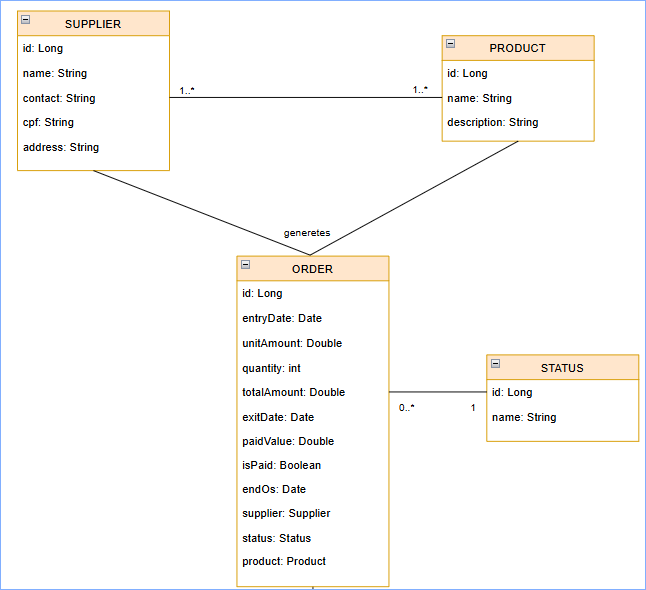 SUPPLIER
id: Long
name: String
contact: String
cpf: String
address: String
1..*
1..*
PRODUCT
id: Long
name: String
description: String
generetes
ORDER
id: Long
entryDate: Date
unitAmount: Double
quantity: int
totalAmount: Double
exitDate: Date
paidValue: Double
isPaid: Boolean
endOs: Date
supplier: Supplier
status: Status
product: Product
0..*
1
STATUS
id: Long
name: String